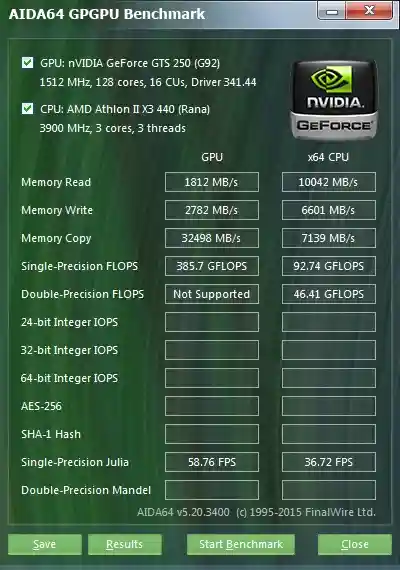 AIDA64 GPGPU Benchmark
GPU: nVIDIA GeForce GTS 250 (G92)
1512 MHz, 128 cores, 16 CUs, Driver 341.44
CPU: AMD Athlon II X3 440 (Rana)
3900 MHz, 3 cores, 3 threads
NVIDIA.
GEFORCE
GPU x64 CPU
Memory Read 1812 MB/s 10042 MB/s
Memory Write 2782 MB/s 6601 MB/s
Memory Copy 32498 MB/s 7139 MB/s
Single-Precision FLOPS 385.7 GFLOPS 92.74 GFLOPS
Double-Precision FLOPS Not Supported 46.41 GFLOPS
24-bit Integer IOPS
32-bit Integer IOPS
64-bit Integer IOPS
AES-256
SHA-1 Hash
Single-Precision Julia 58.76 FPS 36.72 FPS
Double-Precision Mandel
AIDA64 v5.20.3400 (c) 1995-2015 FinalWire Ltd.
Save Results Start Benchmark Close